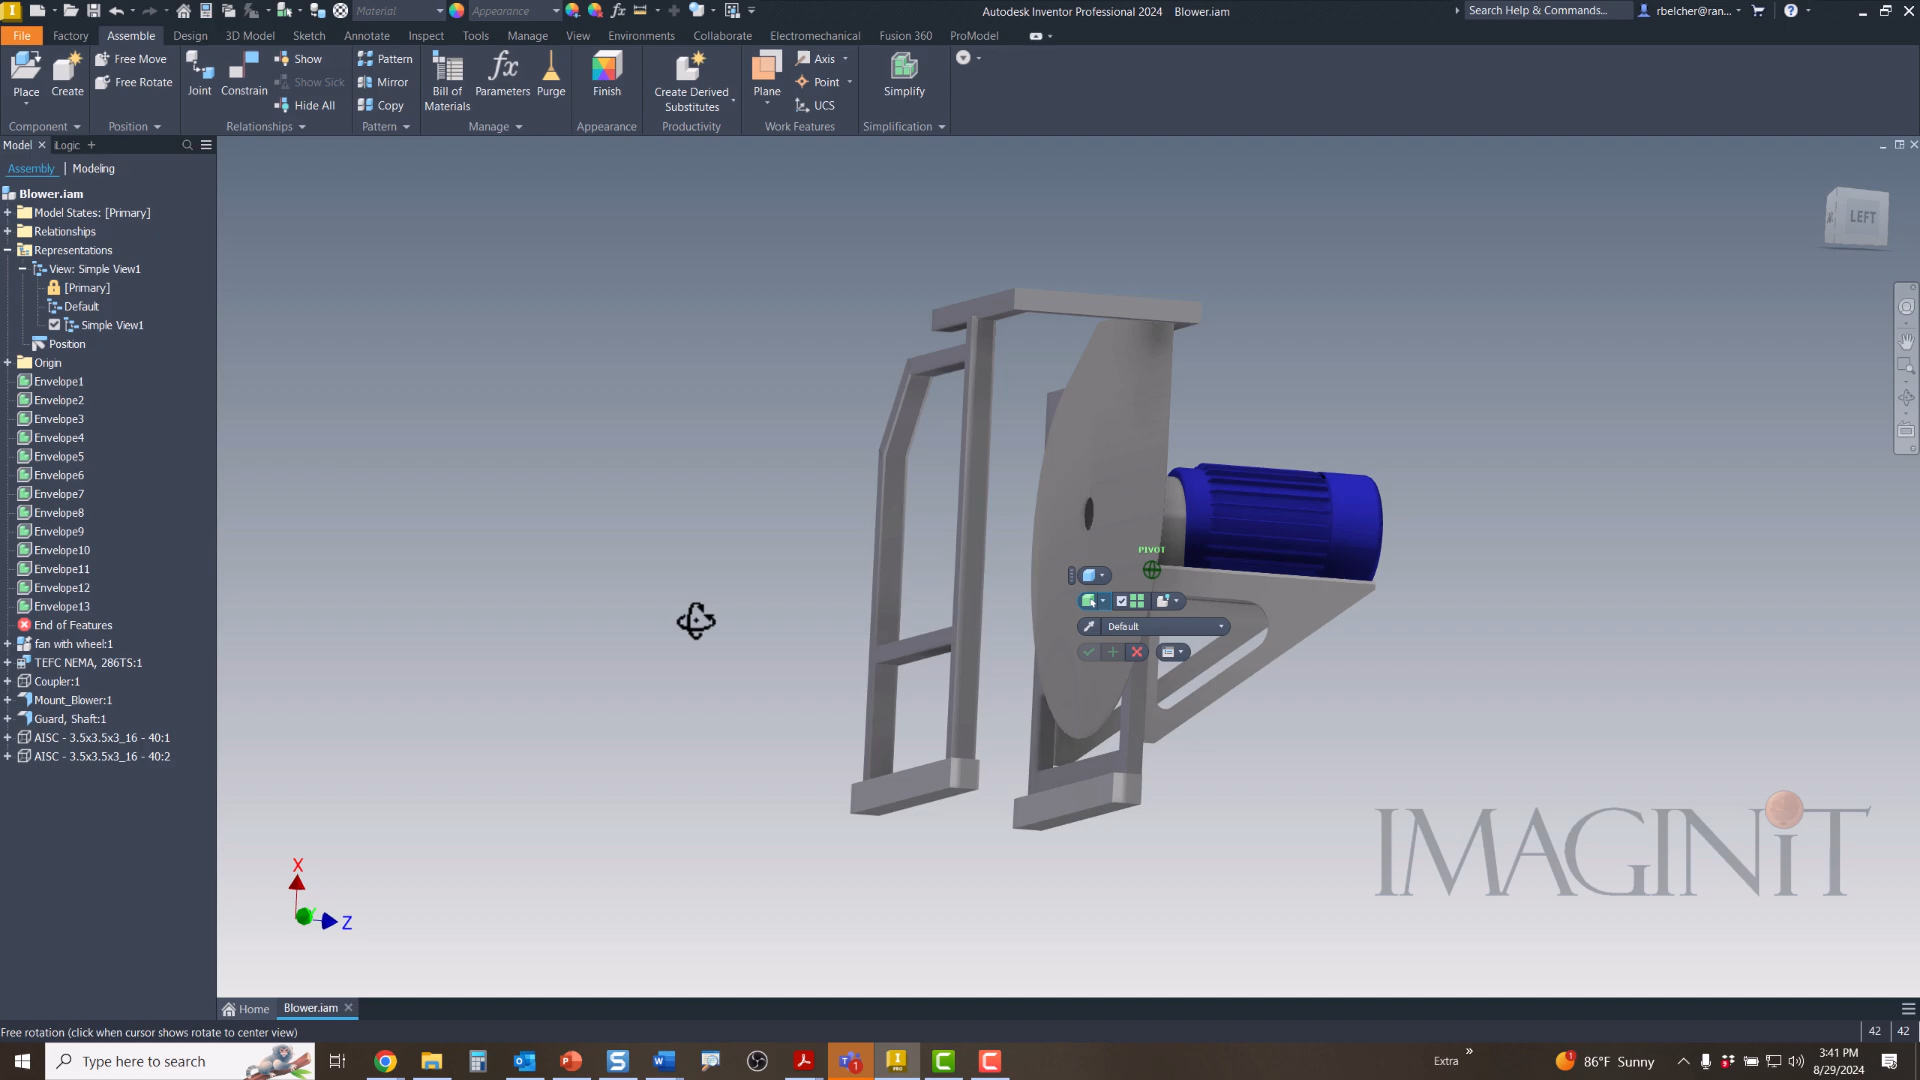 Material
Appearance
Autodesk Inventor Professional 2024 Blower.iam
Search Help & Commands...
rbelcher@ran...
File Factory Assemble Design 3D Model Sketch Annotate Inspect Tools Manage View Environments Collaborate Electromechanical Fusion 360 ProModel
Place
Create
Component
Free Move
Free Rotate
Position
Joint
Constrain
Show
Show Sick
Hide All
Relationships
Pattern
Mirror
Copy
Pattern
Bill of
Materials
Parameters
Purge
Manage
Finish
Appearance
Create Derived
Substitutes
Productivity
Plane
Axis
Point
UCS
Work Features
Simplify
Simplification
Model iLogic
Assembly | Modeling
Blower.iam
Model States: [Primary]
Relationships
Representations
View: Simple View1
[Primary]
Default
Simple View1
Position
Origin
Envelope1
Envelope2
Envelope3
Envelope4
Envelope5
Envelope6
Envelope7
Envelope8
Envelope9
Envelope10
Envelope11
Envelope12
Envelope13
End of Features
fan with wheel:1
TEFC NEMA, 286TS:1
Coupler:1
Mount_Blower:1
Guard, Shaft:1
AISC - 3.5x3.5x3_16 - 40:1
AISC - 3.5x3.5x3_16 - 40:2
LEFT
PIVOT
Default
X
Z
IMAGINiT
Home Blower.iam
Free rotation (click when cursor shows rotate to center view)
42 42
Type here to search
Extra
86°F Sunny
3:41 PM
8/29/2024